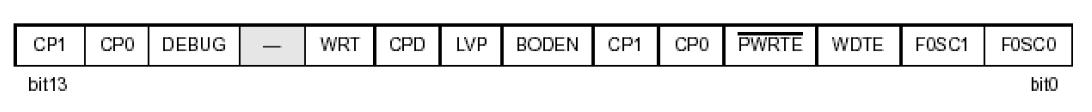 CP1 CP0 DEBUG — WRT CPD LVP BODEN CP1 CP0 PWRTE WDTE F0SC1 F0SC0
bit13 bit0